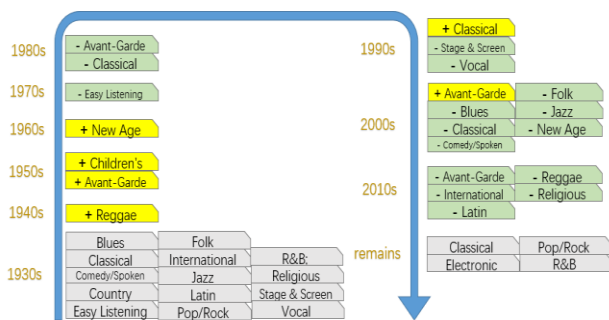 1980s
- Avant-Garde
- Classical
1970s
- Easy Listening
1960s
+ New Age
1950s
+ Children's
+ Avant-Garde
1940s
+ Reggae
1930s
Blues Folk
Classical International R&B:
Comedy/Spoken Jazz Religious
Country Latin Stage & Screen
Easy Listening Pop/Rock Vocal
1990s
+ Classical
- Stage & Screen
- Vocal
2000s
+ Avant-Garde - Folk
- Blues - Jazz
- Classical - New Age
- Comedy/Spoken
2010s
- Avant-Garde - Reggae
- International - Religious
- Latin
remains
Classical Pop/Rock
Electronic R&B